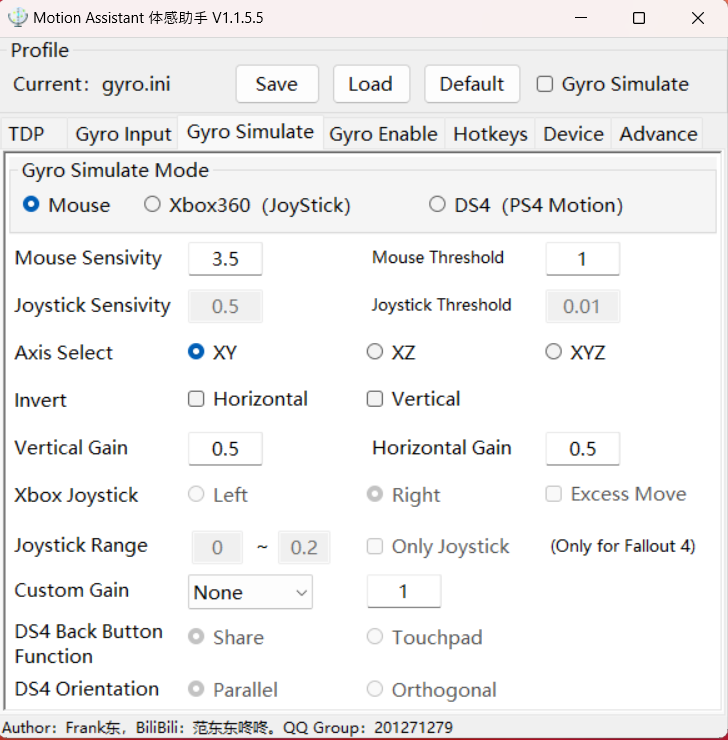 Motion Assistant 体感助手 V1.1.5.5
Profile
Current: gyro.ini Save Load Default Gyro Simulate
TDP Gyro Input Gyro Simulate Gyro Enable Hotkeys Device Advance
Gyro Simulate Mode
Mouse Xbox360 (JoyStick) DS4 (PS4 Motion)
Mouse Sensivity 3.5 Mouse Threshold 1
Joystick Sensivity 0.5 Joystick Threshold 0.01
Axis Select XY XZ XYZ
Invert Horizontal Vertical
Vertical Gain 0.5 Horizontal Gain 0.5
Xbox Joystick Left Right Excess Move
Joystick Range 0 ~ 0.2 Only Joystick (Only for Fallout 4)
Custom Gain None 1
DS4 Back Button Function Share Touchpad
DS4 Orientation Parallel Orthogonal
Author: Frank东, BiliBili: 范东东咚咚。QQ Group: 201271279